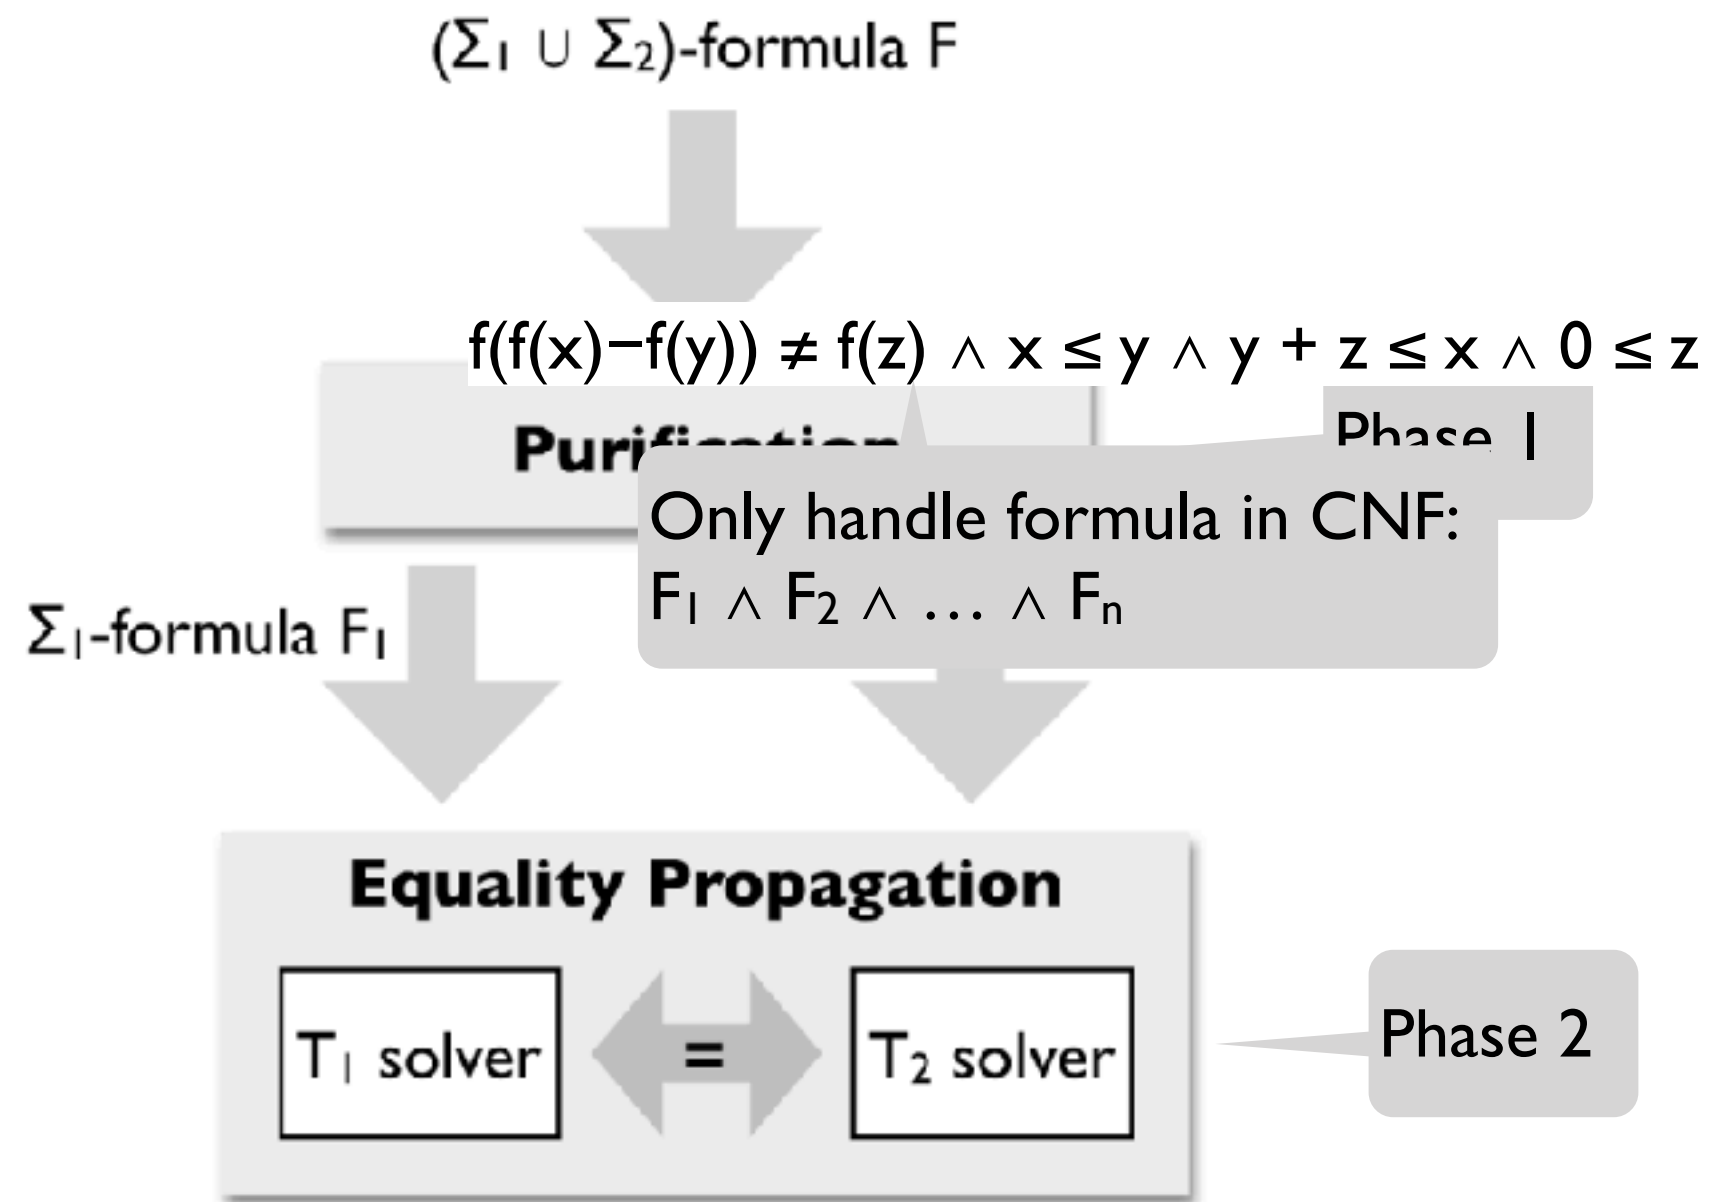 (Σ₁ ∪ Σ₂)-formula F
f(f(x)−f(y)) ≠ f(z) ∧ x ≤ y ∧ y + z ≤ x ∧ 0 ≤ z
Purification
Phase 1
Only handle formula in CNF:
F₁ ∧ F₂ ∧ … ∧ Fₙ
Σ₁-formula F₁
Equality Propagation
T₁ solver
=
T₂ solver
Phase 2